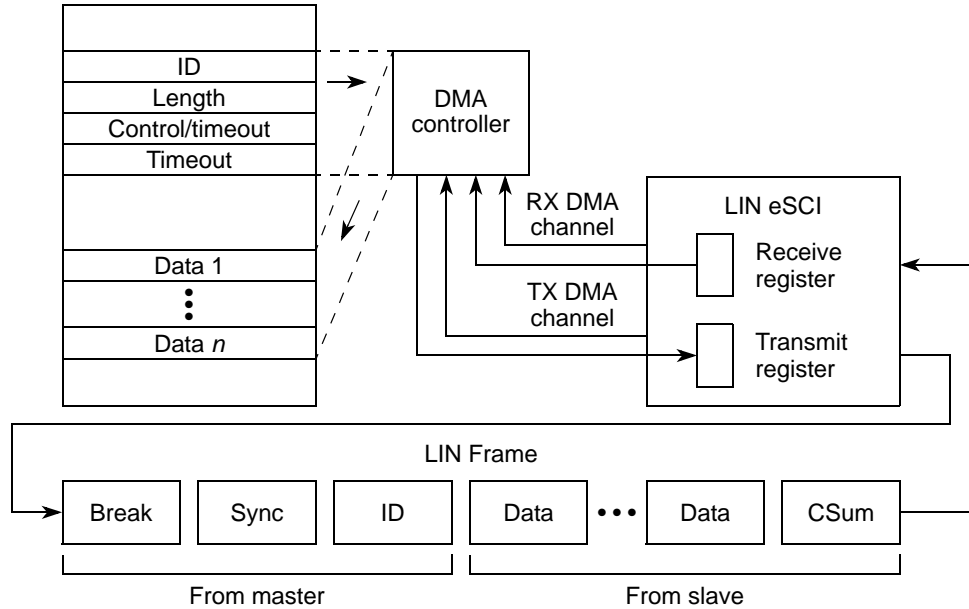 ID
Length
Control/timeout
Timeout
Data 1
Data n
DMA
controller
RX DMA
channel
TX DMA
channel
LIN eSCI
Receive
register
Transmit
register
LIN Frame
Break
Sync
ID
Data
Data
CSum
From master
From slave